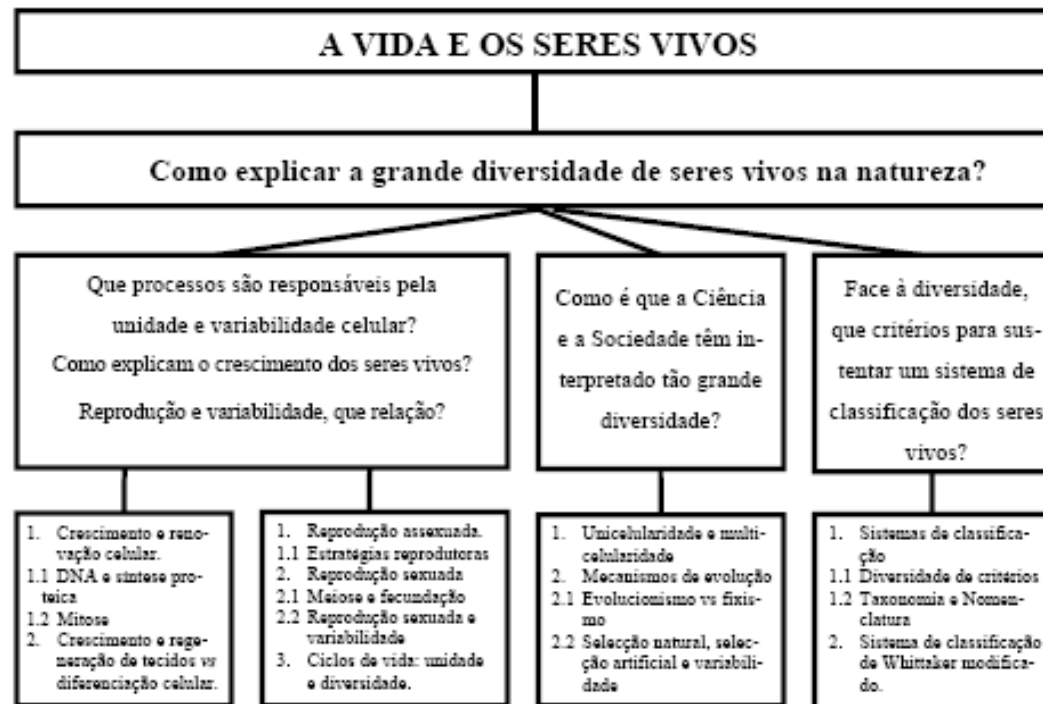 A VIDA E OS SERES VIVOS
Como explicar a grande diversidade de seres vivos na natureza?
Que processos são responsáveis pela
unidade e variabilidade celular?
Como explicam o crescimento dos seres vivos?
Reprodução e variabilidade, que relação?
Como é que a Ciência
e a Sociedade têm in-
terpretado tão grande
diversidade?
Face à diversidade,
que critérios para sus-
tentar um sistema de
classificação dos seres
vivos?
1. Crescimento e reno-
vação celular.
1.1 DNA e síntese pro-
teica
1.2 Mitose
2. Crescimento e rege-
neração de tecidos vs
diferenciação celular.
1. Reprodução assexuada.
1.1 Estratégias reprodutoras
2. Reprodução sexuada
2.1 Meiose e fecundação
2.2 Reprodução sexuada e
variabilidade
3. Ciclos de vida: unidade
e diversidade.
1. Unicelularidade e multi-
celularidade
2. Mecanismos de evolução
2.1 Evolucionismo vs fixis-
mo
2.2 Selecção natural, selec-
ção artificial e variabili-
dade
1. Sistemas de classifica-
ção
1.1 Diversidade de critérios
1.2 Taxonomia e Nomen-
clatura
2. Sistema de classificação
de Whittaker modifica-
do.